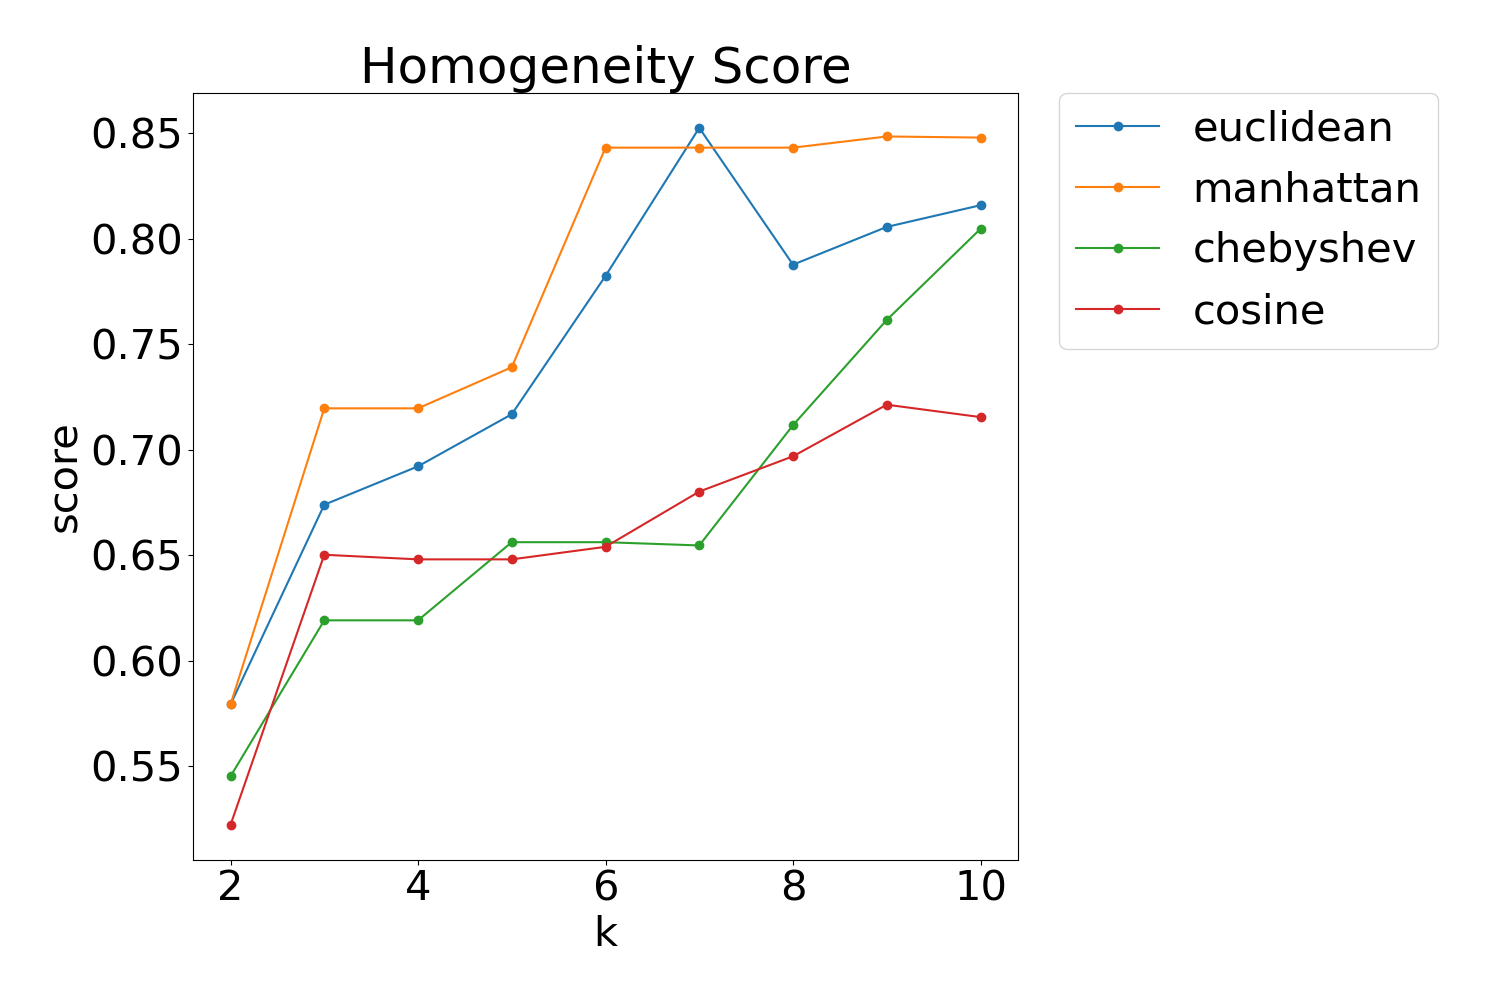 Homogeneity Score
0.85
0.80
0.75
0.70
0.65
0.60
0.55
score
2 4 6 8 10
k
euclidean
manhattan
chebyshev
cosine